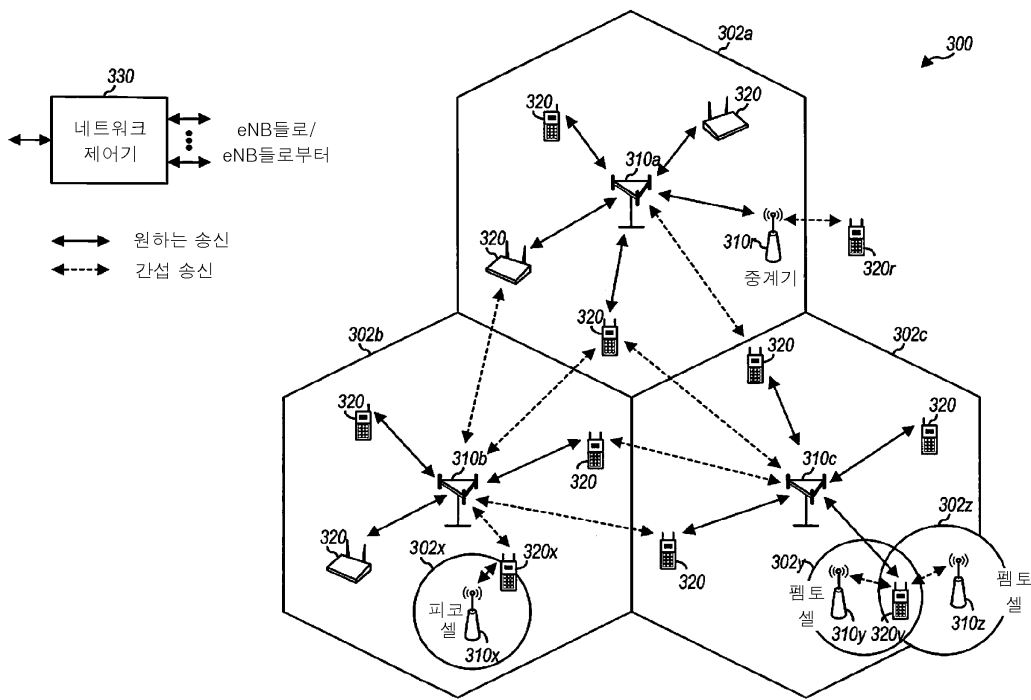 302a
300
330
네트워크
제어기
eNB들로/
eNB들로부터
320
320
310a
원하는 송신
간섭 송신
320
310r
중계기
320r
302b
320
320
302c
320
320
310b
320
310c
320
302z
320
302x
320x
320
302y
펨토
셀
펨토
셀
피코
셀
310x
310y
320y
310z